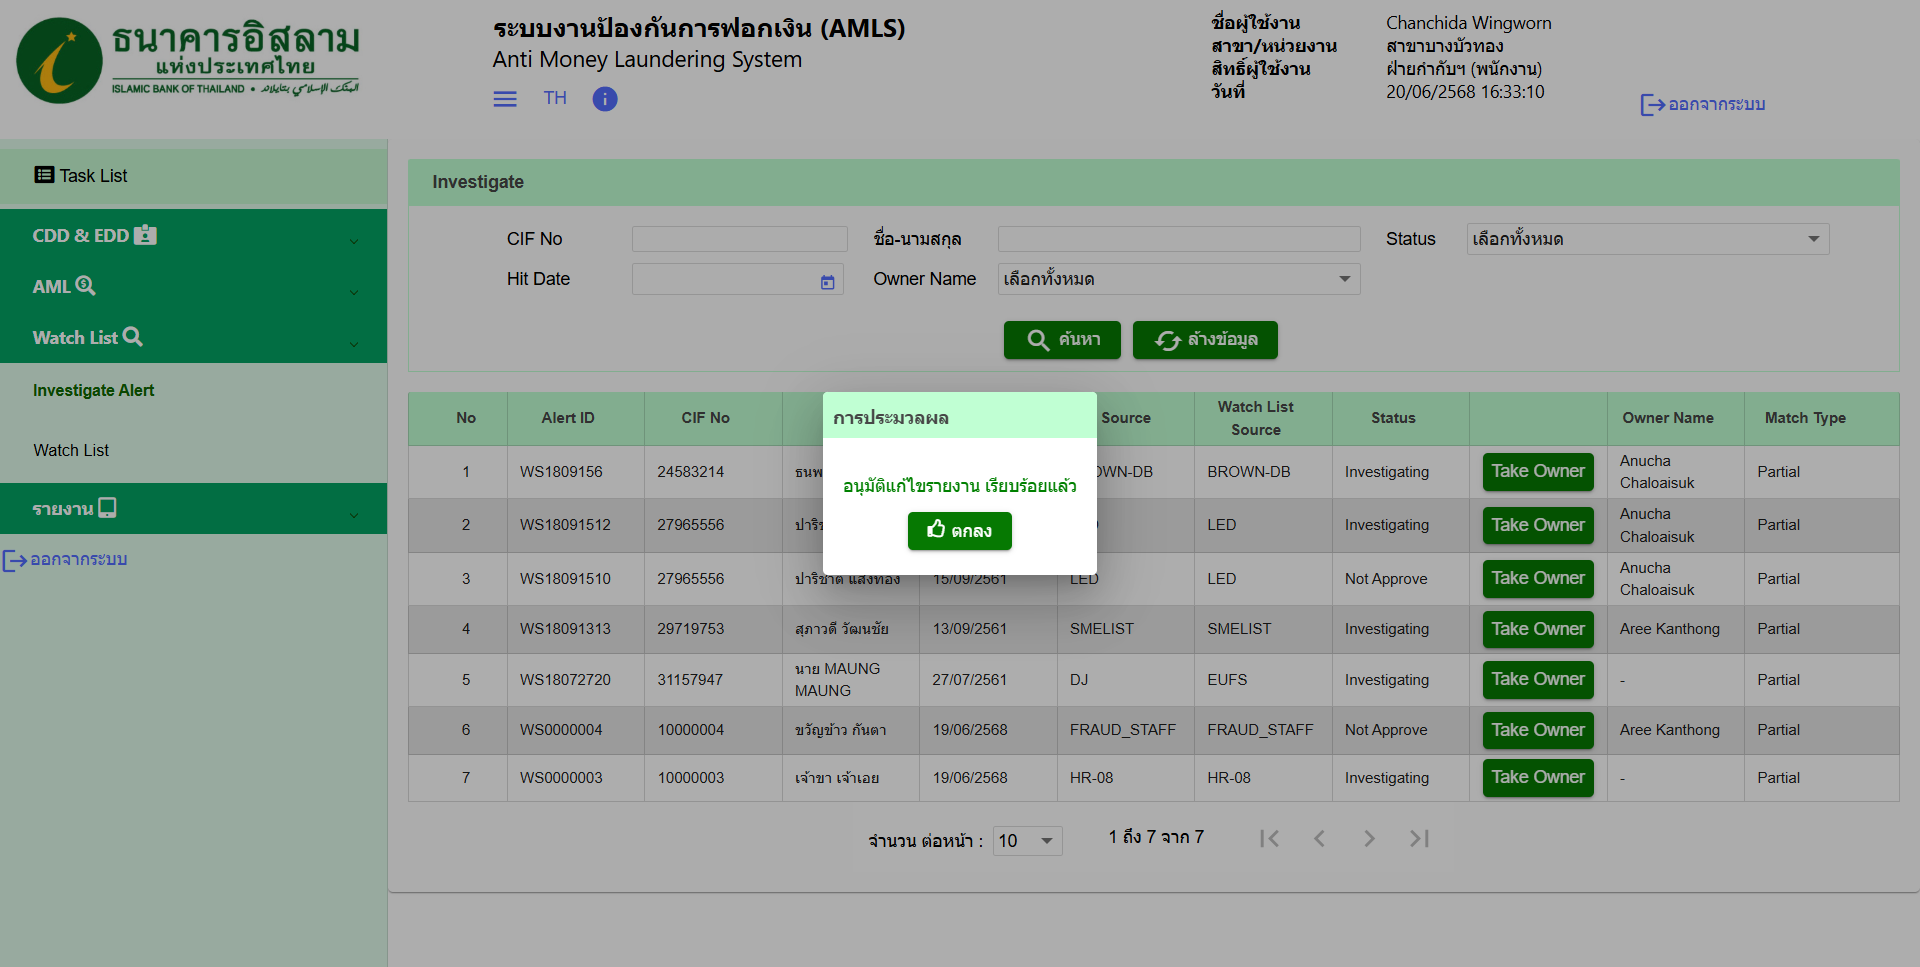 ธนาคารอิสลาม
แห่งประเทศไทย
ISLAMIC BANK OF THAILAND • البنك الإسلامي بتايلاند
ระบบงานป้องกันการฟอกเงิน (AMLS)
Anti Money Laundering System
TH
ชื่อผู้ใช้งาน Chanchida Wingworn
สาขา/หน่วยงาน สาขาบางบัวทอง
สิทธิ์ผู้ใช้งาน ฝ่ายกำกับฯ (พนักงาน)
วันที่ 20/06/2568 16:33:10
ออกจากระบบ
Task List
CDD & EDD
AML
Watch List
Investigate Alert
Watch List
รายงาน
ออกจากระบบ
Investigate
CIF No ชื่อ-นามสกุล Status เลือกทั้งหมด
Hit Date Owner Name เลือกทั้งหมด
ค้นหา ล้างข้อมูล
No Alert ID CIF No Source Watch List Source Status Owner Name Match Type
1 WS1809156 24583214 BROWN-DB Investigating Take Owner Anucha Chaloaisuk Partial
2 WS18091512 27965556 LED Investigating Take Owner Anucha Chaloaisuk Partial
3 WS18091510 27965556 ปาริชาติ แสงทอง 15/09/2561 LED LED Not Approve Take Owner Anucha Chaloaisuk Partial
4 WS18091313 29719753 สุภาวดี วัฒนชัย 13/09/2561 SMELIST SMELIST Investigating Take Owner Aree Kanthong Partial
5 WS18072720 31157947 นาย MAUNG MAUNG 27/07/2561 DJ EUFS Investigating Take Owner - Partial
6 WS0000004 10000004 ขวัญข้าว กันตา 19/06/2568 FRAUD_STAFF FRAUD_STAFF Not Approve Take Owner Aree Kanthong Partial
7 WS0000003 10000003 เจ้าขา เจ้าเอย 19/06/2568 HR-08 HR-08 Investigating Take Owner - Partial
การประมวลผล
อนุมัติแก้ไขรายงาน เรียบร้อยแล้ว
ตกลง
จำนวน ต่อหน้า : 10 1 ถึง 7 จาก 7